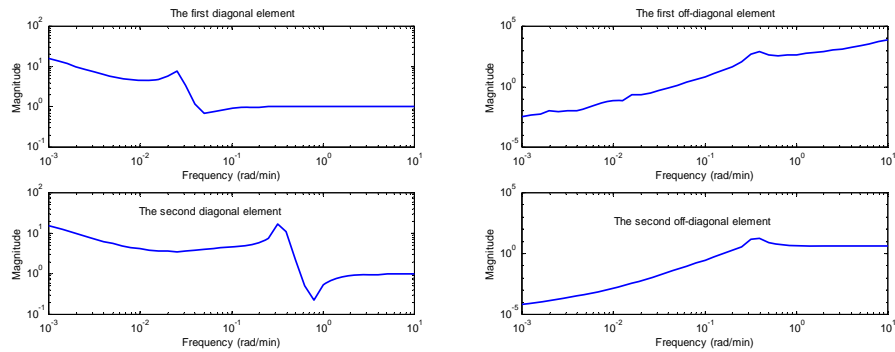 The first diagonal element
10^2
10^1
10^0
10^-1
Magnitude
10^-3 10^-2 10^-1 10^0 10^1
Frequency (rad/min)
The first off-diagonal element
10^5
10^0
10^-5
Magnitude
10^-3 10^-2 10^-1 10^0 10^1
Frequency (rad/min)
The second diagonal element
10^2
10^1
10^0
10^-1
Magnitude
10^-3 10^-2 10^-1 10^0 10^1
Frequency (rad/min)
The second off-diagonal element
10^5
10^0
10^-5
Magnitude
10^-3 10^-2 10^-1 10^0 10^1
Frequency (rad/min)